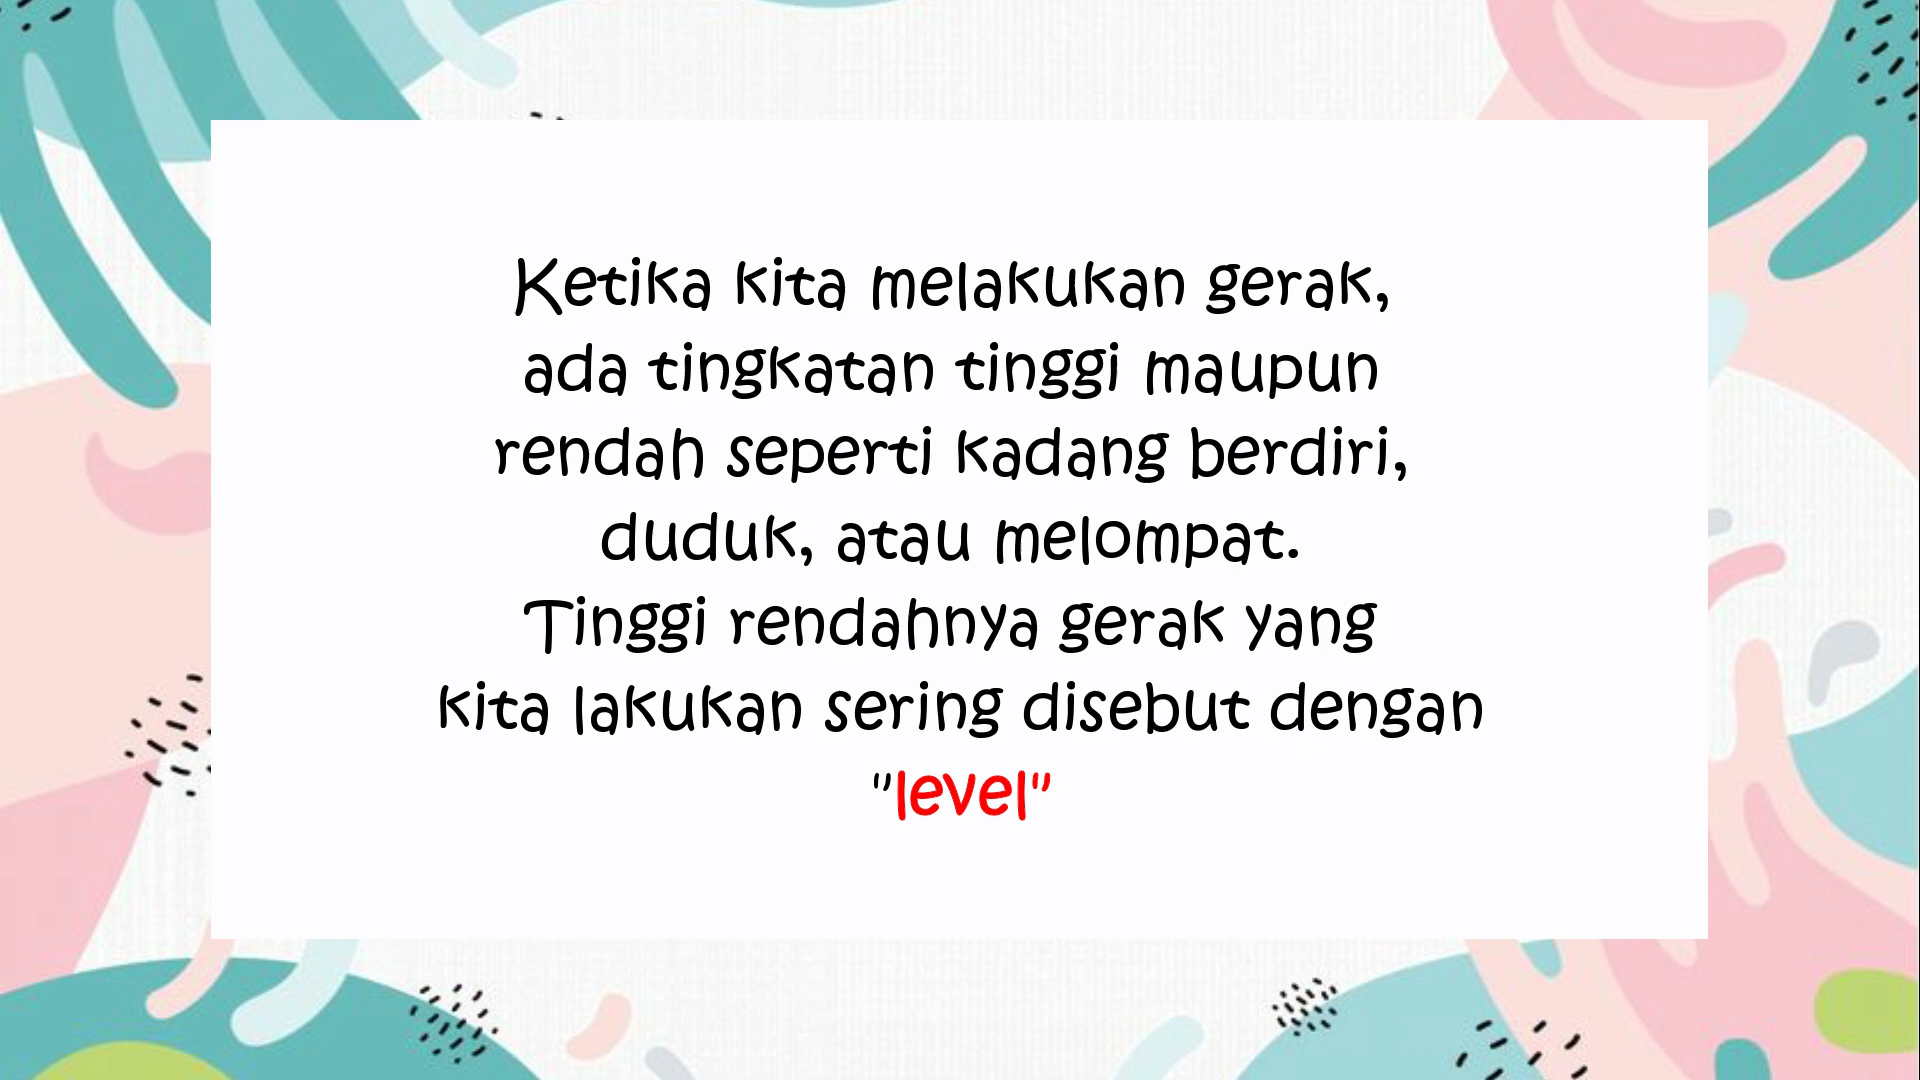 Ketika kita melakukan gerak,
ada tingkatan tinggi maupun
rendah seperti kadang berdiri,
duduk, atau melompat.
Tinggi rendahnya gerak yang
kita lakukan sering disebut dengan
"level"